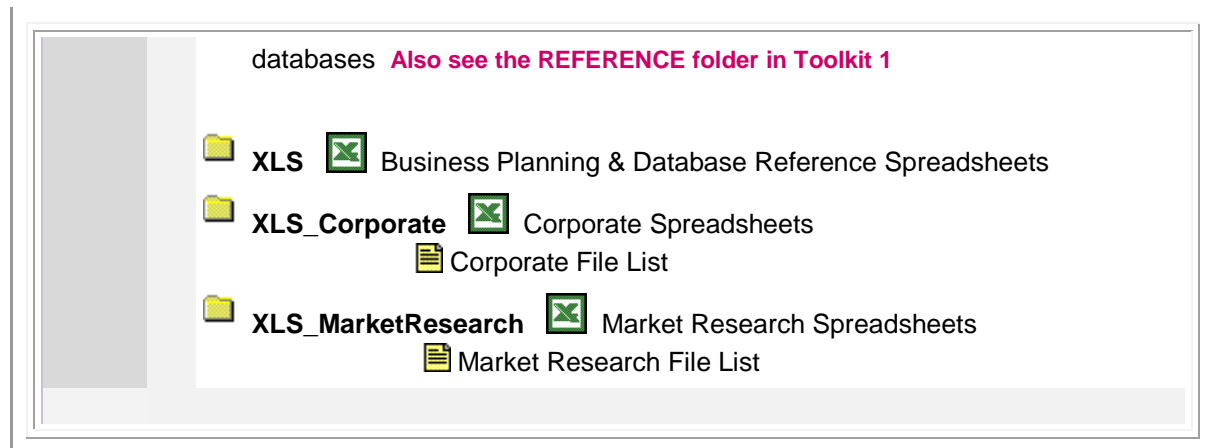 databases Also see the REFERENCE folder in Toolkit 1
XLS Business Planning & Database Reference Spreadsheets
XLS_Corporate Corporate Spreadsheets
Corporate File List
XLS_MarketResearch Market Research Spreadsheets
Market Research File List